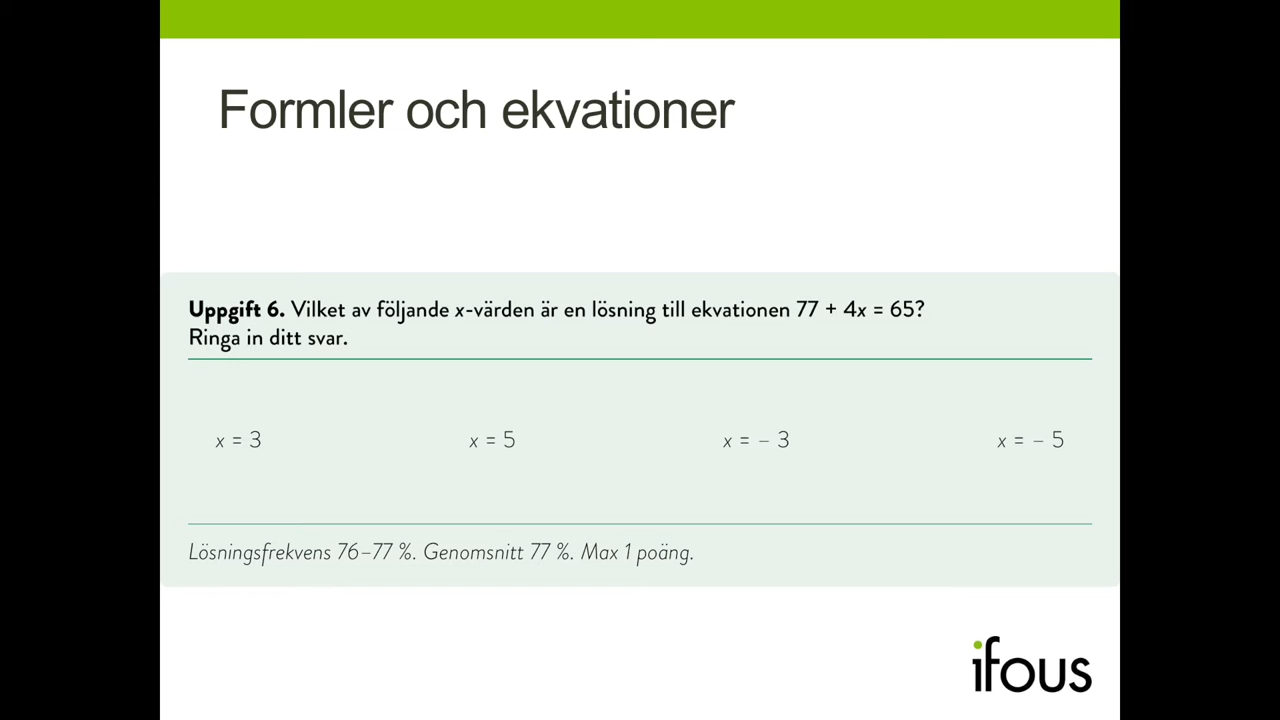 Formler och ekvationer
Uppgift 6. Vilket av följande x-värden är en lösning till ekvationen 77 + 4x = 65?
Ringa in ditt svar.
x = 3 x = 5 x = – 3 x = – 5
Lösningsfrekvens 76–77 %. Genomsnitt 77 %. Max 1 poäng.
ifous